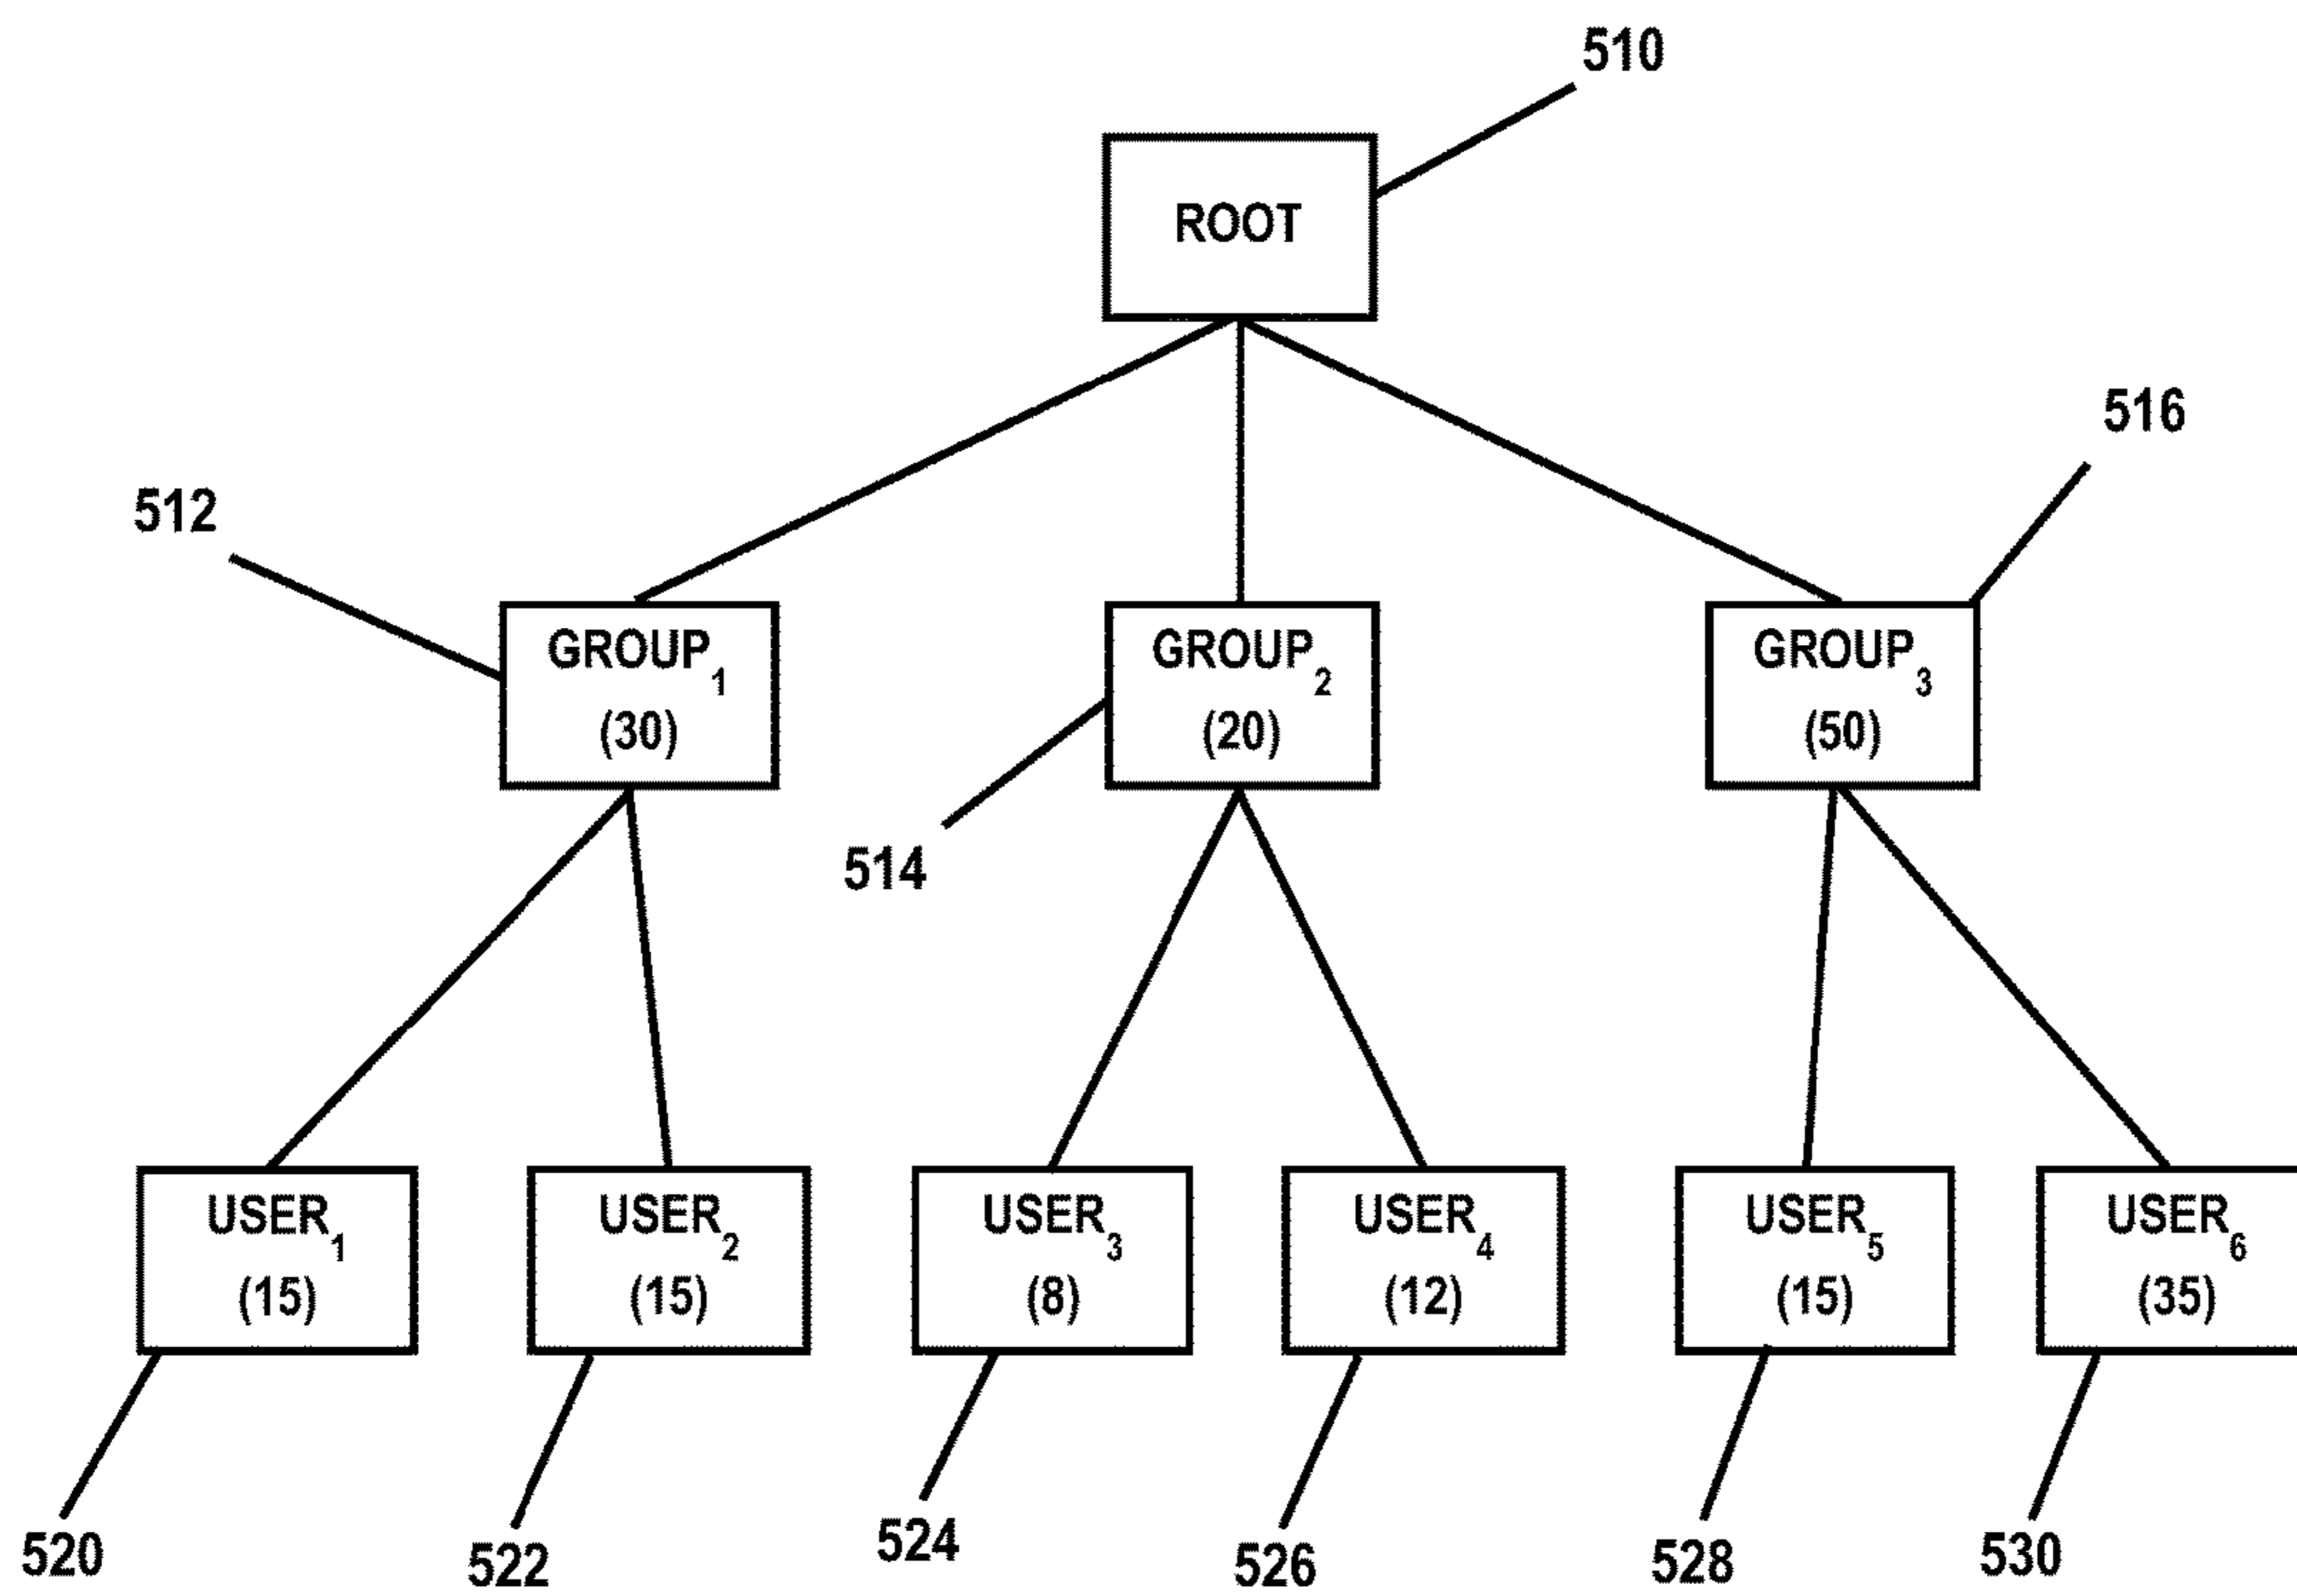 510
ROOT
516
512
GROUP₁
(30)
GROUP₂
(20)
GROUP₃
(50)
514
USER₁
(15)
USER₂
(15)
USER₃
(8)
USER₄
(12)
USER₅
(15)
USER₆
(35)
520
522
524
526
528
530